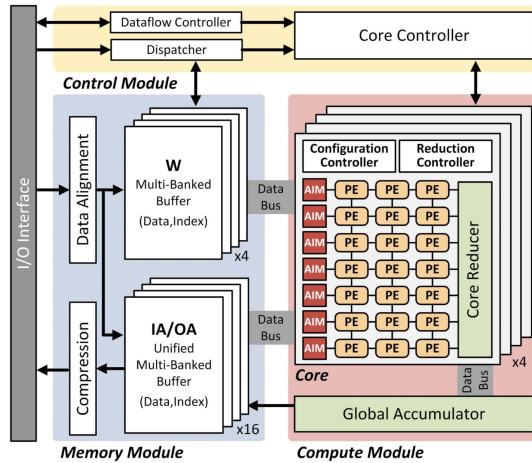 I/O Interface
Dataflow Controller
Dispatcher
Core Controller
Control Module
Data Alignment
W
Multi-Banked
Buffer
(Data,Index)
x4
Data
Bus
Compression
IA/OA
Unified
Multi-Banked
Buffer
(Data,Index)
x16
Data
Bus
Memory Module
Configuration
Controller
Reduction
Controller
AIM PE PE PE
AIM PE PE PE
AIM PE PE PE
AIM PE PE PE
AIM PE PE PE
AIM PE PE PE
AIM PE PE PE
Core Reducer
Core
x4
Data
Bus
Global Accumulator
Compute Module